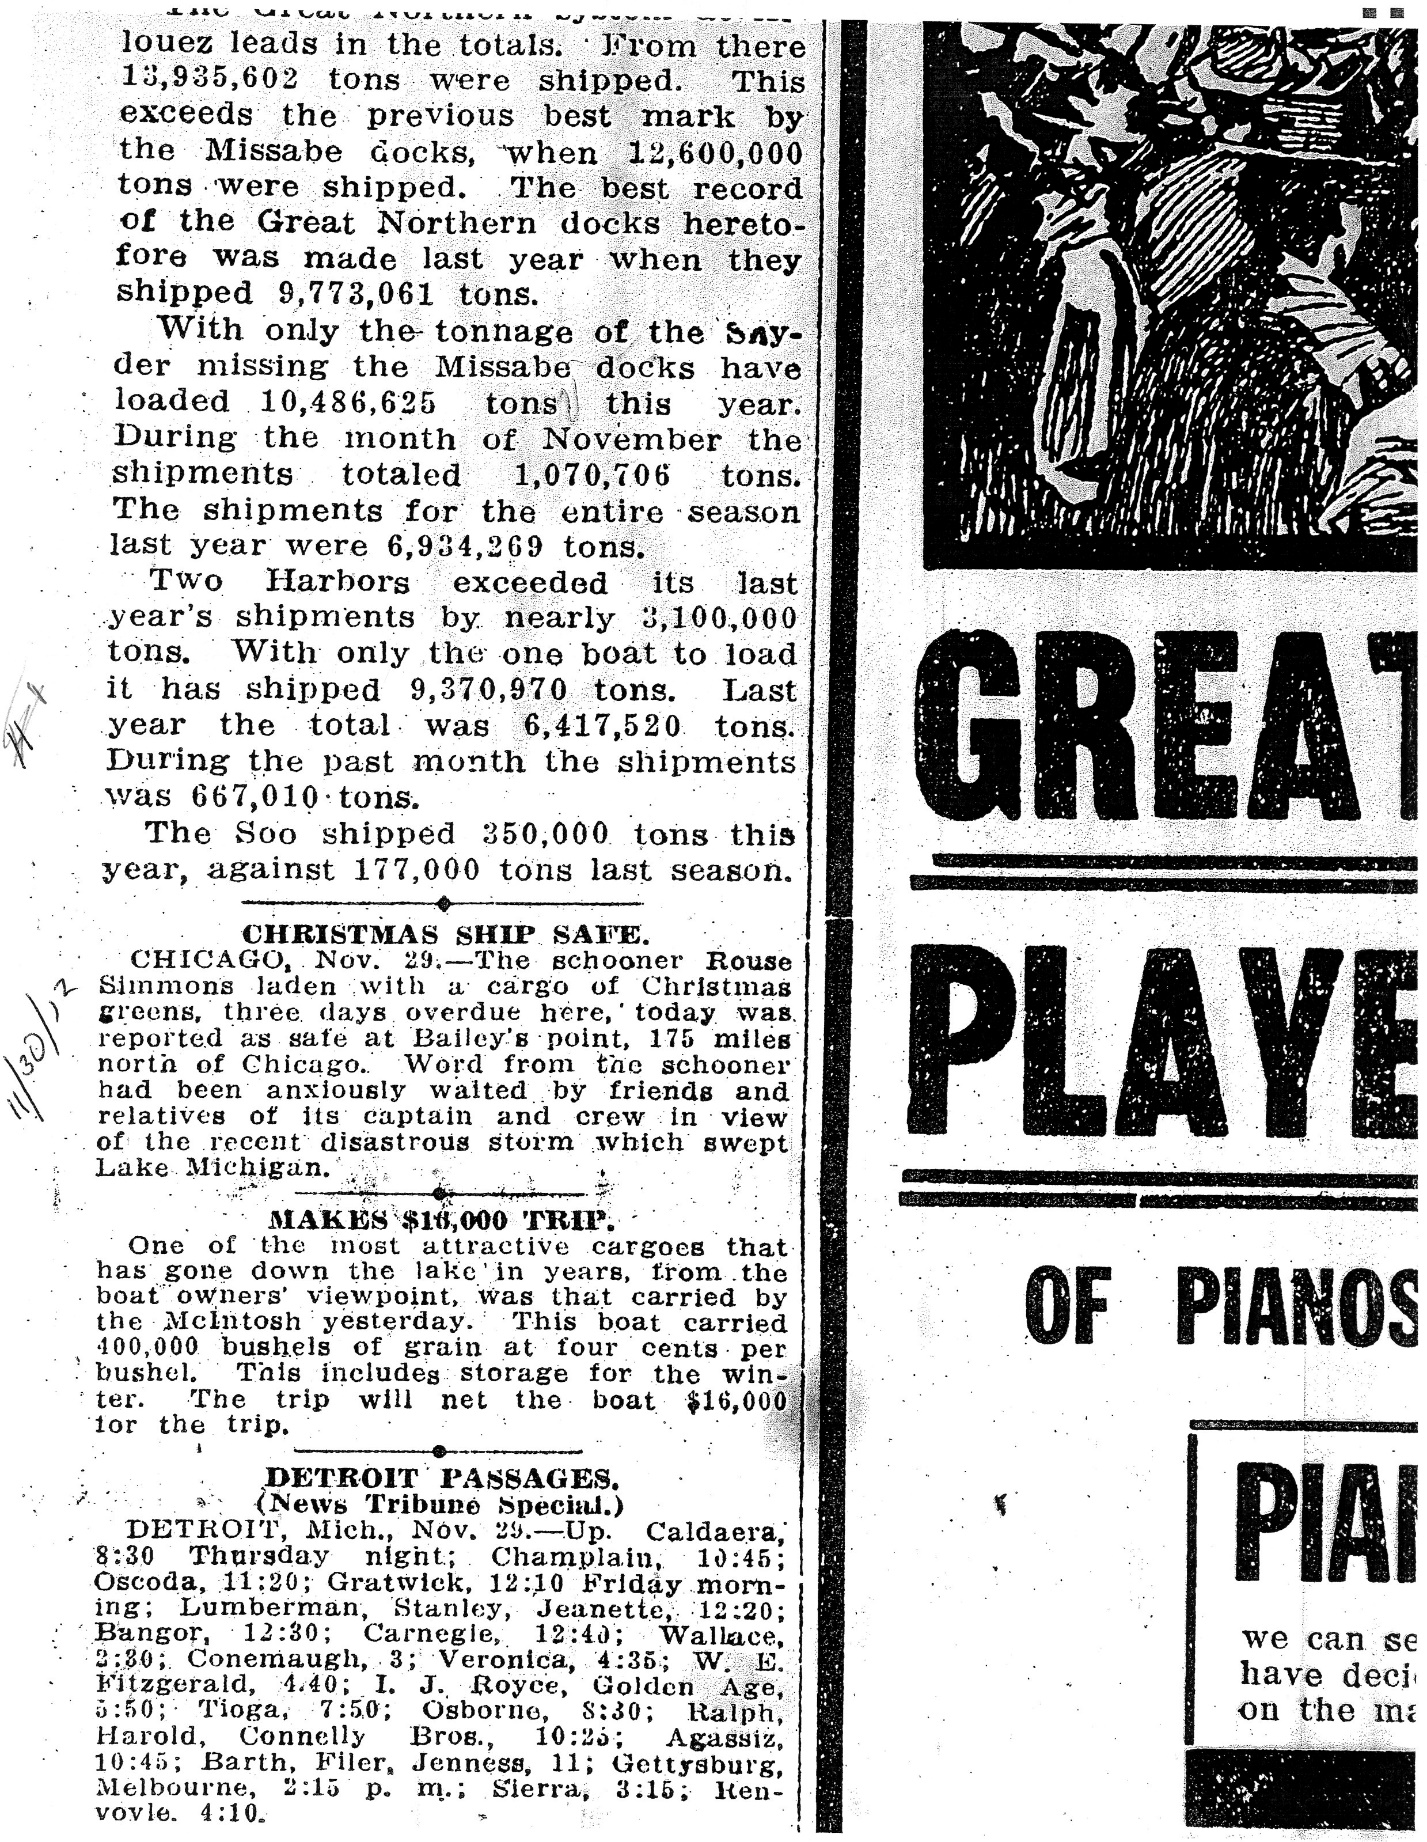 The Great Northern system
louez leads in the totals. From there
13,935,602 tons were shipped. This
exceeds the previous best mark by
the Missabe docks, when 12,600,000
tons were shipped. The best record
of the Great Northern docks hereto-
fore was made last year when they
shipped 9,773,061 tons.
With only the tonnage of the Sny-
der missing the Missabe docks have
loaded 10,486,625 tons this year.
During the month of November the
shipments totaled 1,070,706 tons.
The shipments for the entire season
last year were 6,934,269 tons.
Two Harbors exceeded its last
year's shipments by nearly 3,100,000
tons. With only the one boat to load
it has shipped 9,370,970 tons. Last
year the total was 6,417,520 tons.
During the past month the shipments
was 667,010 tons.
The Soo shipped 350,000 tons this
year, against 177,000 tons last season.
CHRISTMAS SHIP SAFE.
CHICAGO, Nov. 29.—The schooner Rouse
Simmons laden with a cargo of Christmas
greens, three days overdue here, today was
reported as safe at Bailey's point, 175 miles
north of Chicago. Word from the schooner
had been anxiously waited by friends and
relatives of its captain and crew in view
of the recent disastrous storm which swept
Lake Michigan.
11/30/12
MAKES $16,000 TRIP.
One of the most attractive cargoes that
has gone down the lake in years, from the
boat owners' viewpoint, was that carried by
the McIntosh yesterday. This boat carried
400,000 bushels of grain at four cents per
bushel. This includes storage for the win-
ter. The trip will net the boat $16,000
for the trip.
DETROIT PASSAGES.
(News Tribune Special.)
DETROIT, Mich., Nov. 29.—Up. Caldaera,
8:30 Thursday night; Champlain, 10:45;
Oscoda, 11:20; Gratwick, 12:10 Friday morn-
ing; Lumberman, Stanley, Jeanette, 12:20;
Bangor, 12:30; Carnegie, 12:40; Wallace,
2:30; Conemaugh, 3; Veronica, 4:35; W. E.
Fitzgerald, 4:40; I. J. Royce, Golden Age,
5:50; Tioga, 7:50; Osborne, 8:30; Ralph,
Harold, Connelly Bros., 10:25; Agassiz,
10:45; Barth, Filer, Jenness, 11; Gettysburg,
Melbourne, 2:15 p. m.; Sierra, 3:15; Ren-
voyle, 4:10.
GREAT
PLAYE
OF PIANOS
PIAN
we can se
have deci
on the ma